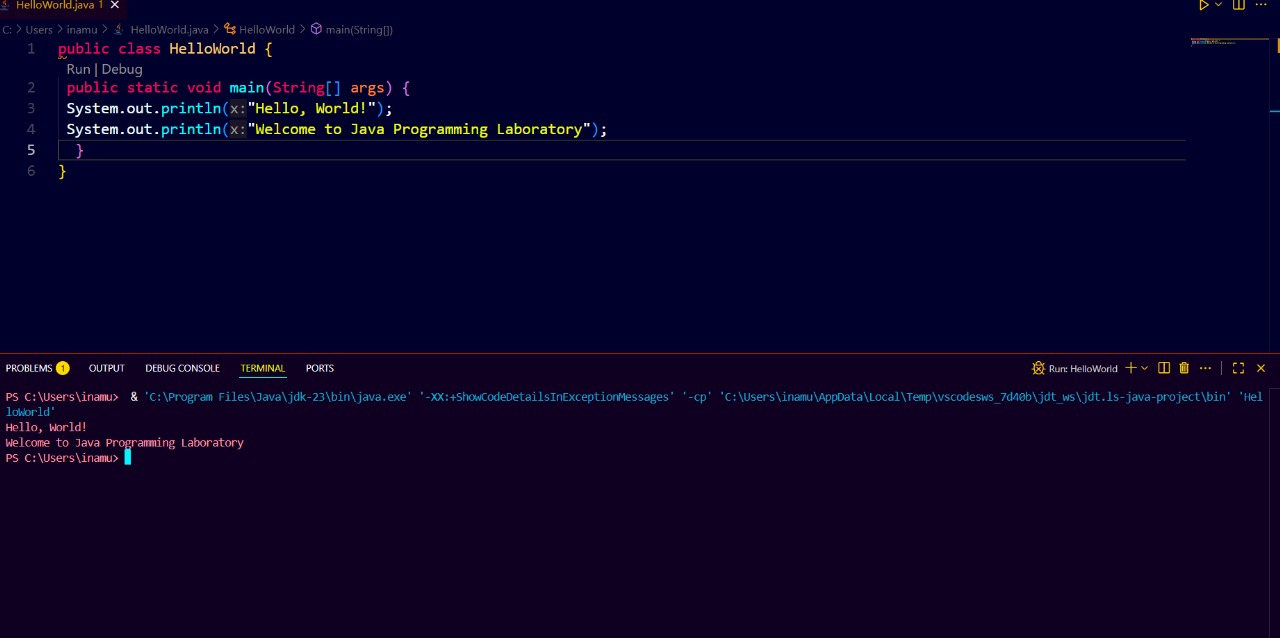 HelloWorld.java 1
C: > Users > inamu > HelloWorld.java > HelloWorld > main(String[])
1 public class HelloWorld {
Run | Debug
2 public static void main(String[] args) {
3 System.out.println(x:"Hello, World!");
4 System.out.println(x:"Welcome to Java Programming Laboratory");
5 }
6 }
PROBLEMS 1 OUTPUT DEBUG CONSOLE TERMINAL PORTS Run: HelloWorld
PS C:\Users\inamu> & 'C:\Program Files\Java\jdk-23\bin\java.exe' '-XX:+ShowCodeDetailsInExceptionMessages' '-cp' 'C:\Users\inamu\AppData\Local\Temp\vscodesws_7d40b\jdt_ws\jdt.ls-java-project\bin' 'Hel
loWorld'
Hello, World!
Welcome to Java Programming Laboratory
PS C:\Users\inamu>